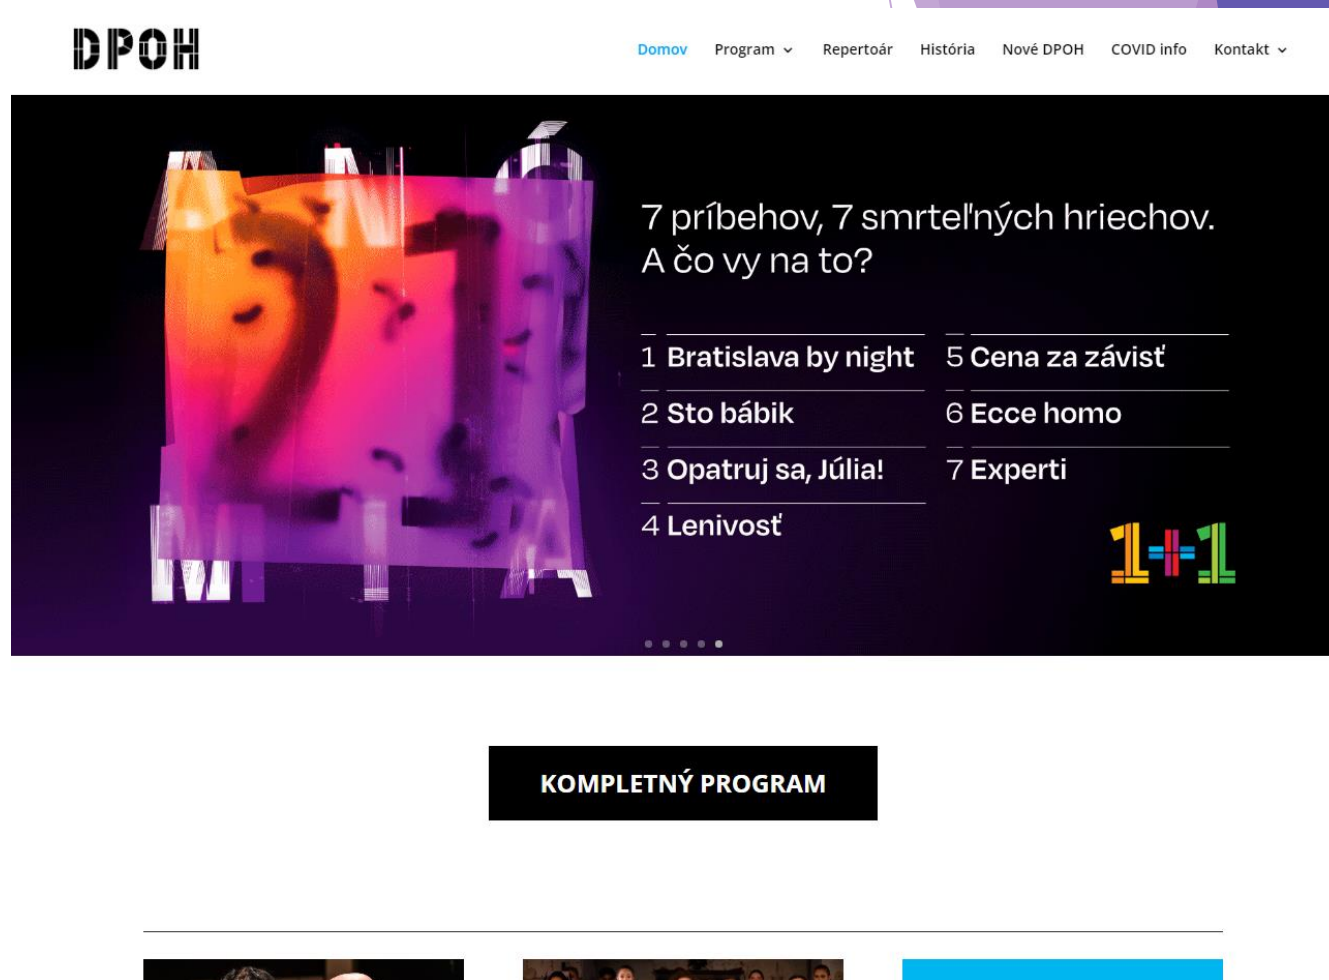 DPOH
Domov Program Repertoár História Nové DPOH COVID info Kontakt
A N Ó
21
M I A
7 príbehov, 7 smrteľných hriechov.
A čo vy na to?
1 Bratislava by night
2 Sto bábik
3 Opatruj sa, Júlia!
4 Lenivosť
5 Cena za závisť
6 Ecce homo
7 Experti
1+1
KOMPLETNÝ PROGRAM